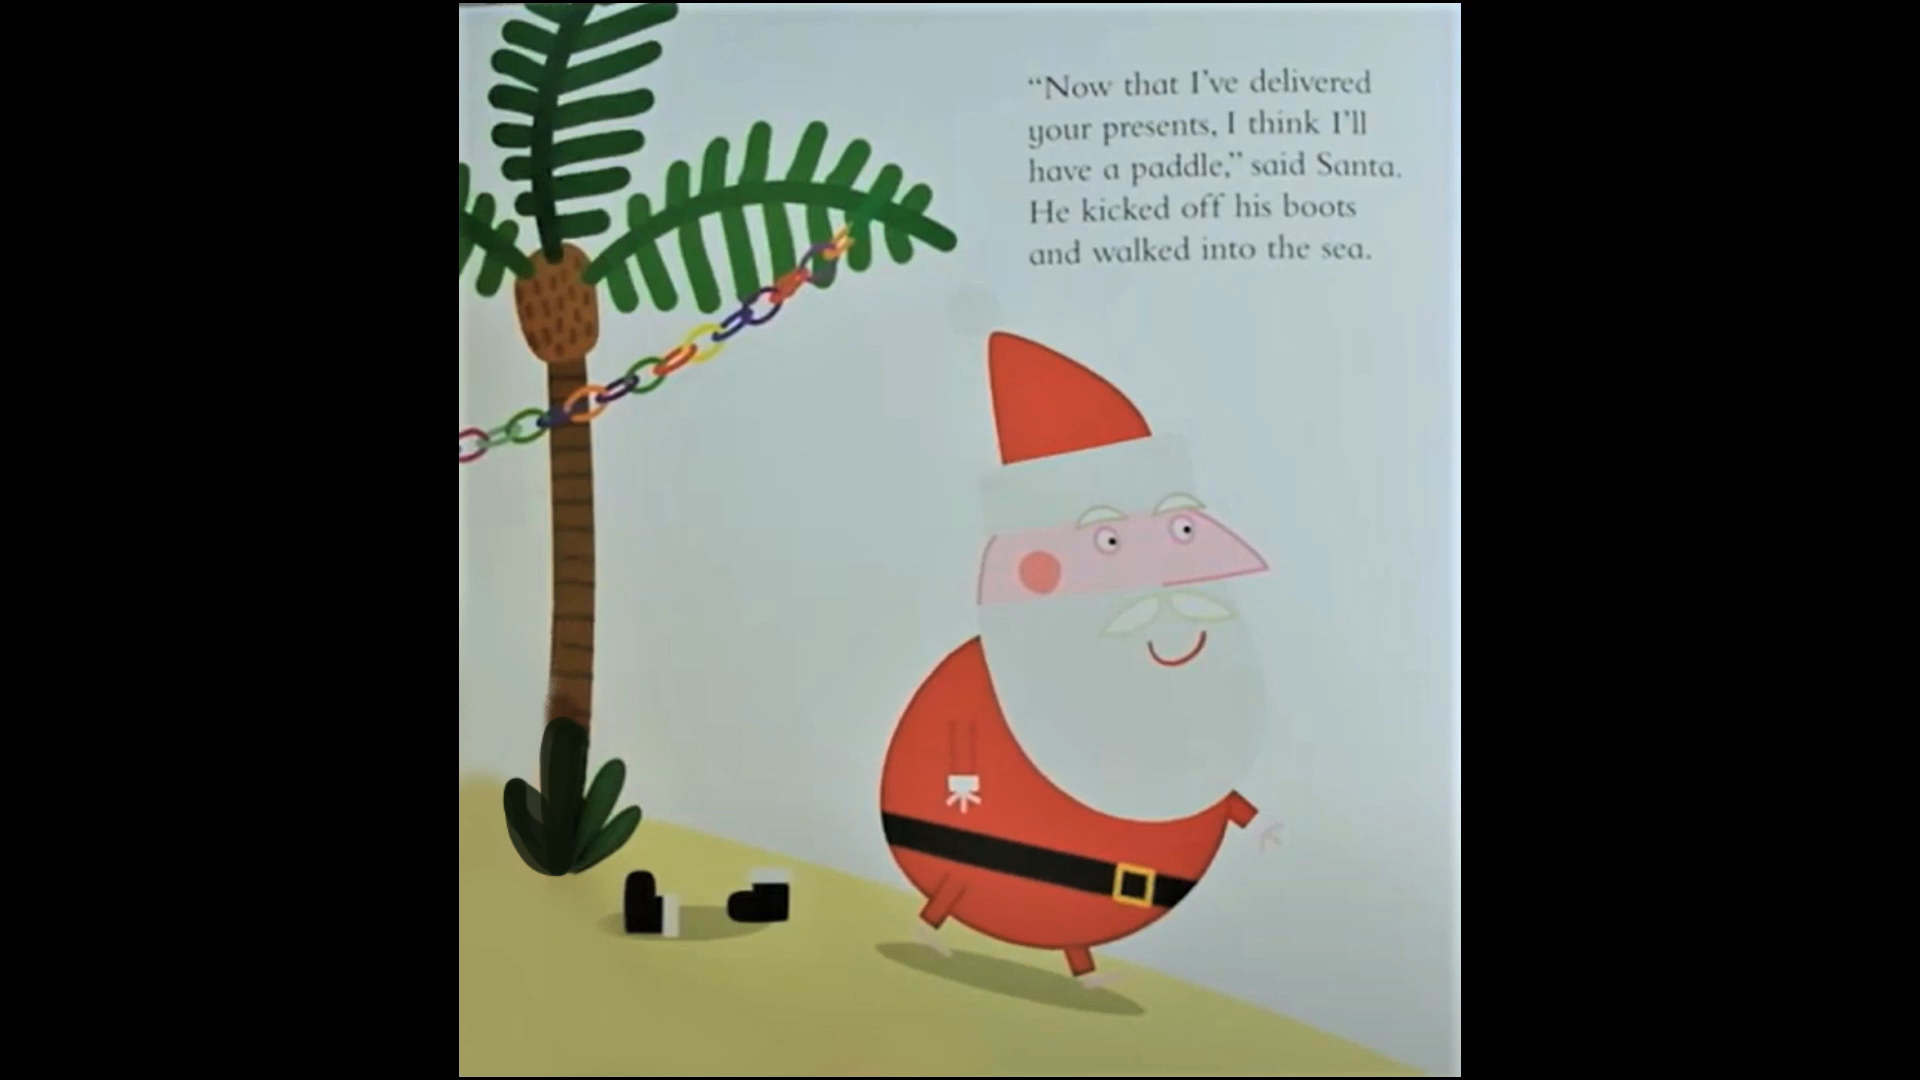 “Now that I’ve delivered
your presents, I think I’ll
have a paddle,” said Santa.
He kicked off his boots
and walked into the sea.